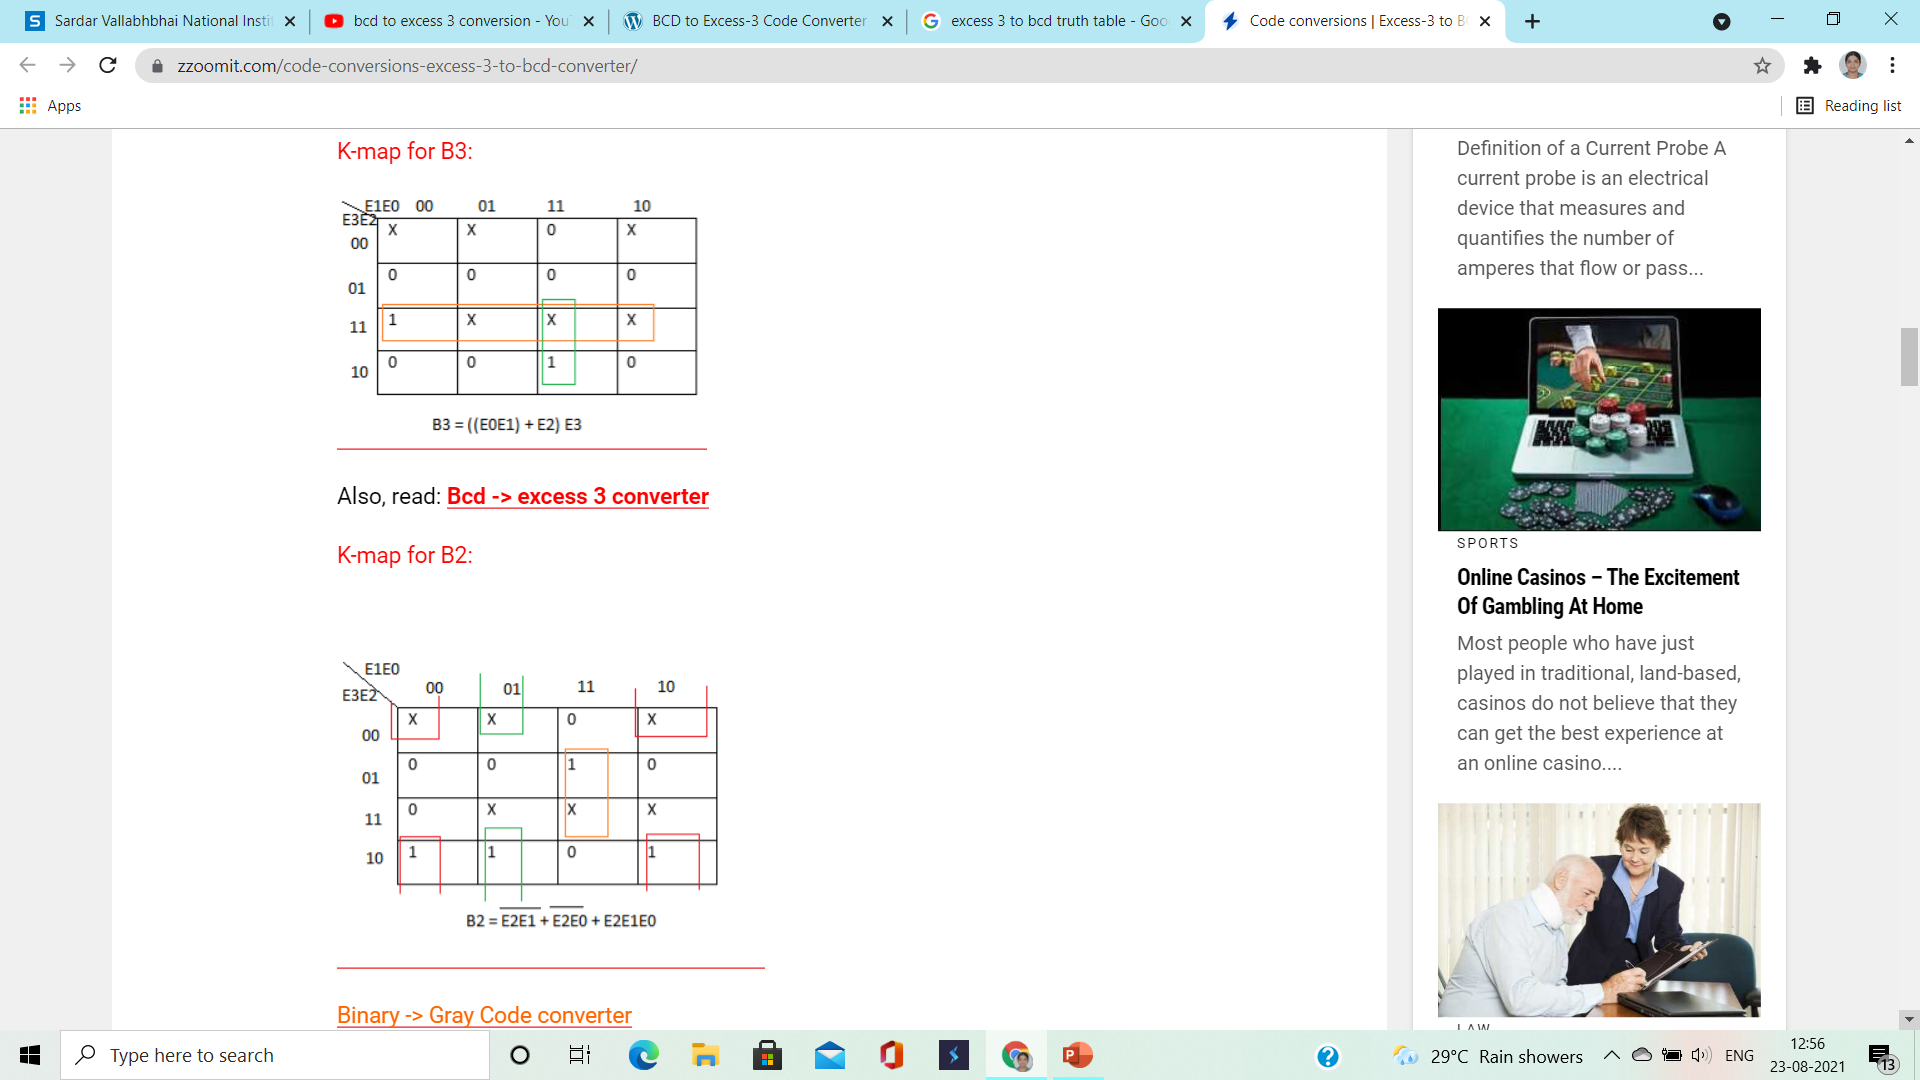 Sardar Vallabhbhai National Instit
bcd to excess 3 conversion - You
BCD to Excess-3 Code Converter
excess 3 to bcd truth table - Goo
Code conversions | Excess-3 to B
zzoomit.com/code-conversions-excess-3-to-bcd-converter/
Apps
Reading list
K-map for B3:
E1E0 00 01 11 10
E3E2
00 X X 0 X
01 0 0 0 0
11 1 X X X
10 0 0 1 0
B3 = ((E0E1) + E2) E3
Also, read: Bcd -> excess 3 converter
K-map for B2:
E1E0
E3E2 00 01 11 10
00 X X 0 X
01 0 0 1 0
11 0 X X X
10 1 1 0 1
B2 = E̅2̅E̅1̅ + E̅2̅E̅0̅ + E2E1E0
Binary -> Gray Code converter
Definition of a Current Probe A
current probe is an electrical
device that measures and
quantifies the number of
amperes that flow or pass...
SPORTS
Online Casinos – The Excitement
Of Gambling At Home
Most people who have just
played in traditional, land-based,
casinos do not believe that they
can get the best experience at
an online casino....
LAW
Type here to search
29°C Rain showers
ENG
12:56
23-08-2021
13